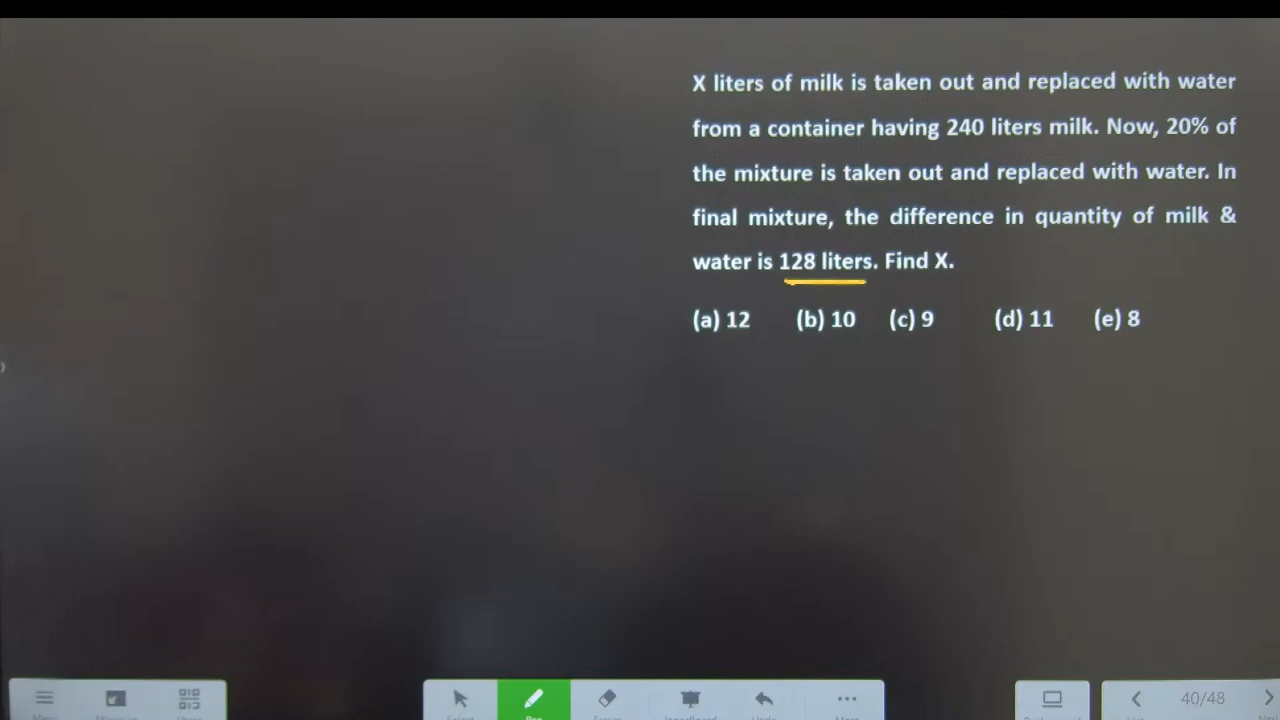 X liters of milk is taken out and replaced with water
from a container having 240 liters milk. Now, 20% of
the mixture is taken out and replaced with water. In
final mixture, the difference in quantity of milk &
water is 128 liters. Find X.
(a) 12 (b) 10 (c) 9 (d) 11 (e) 8
40/48